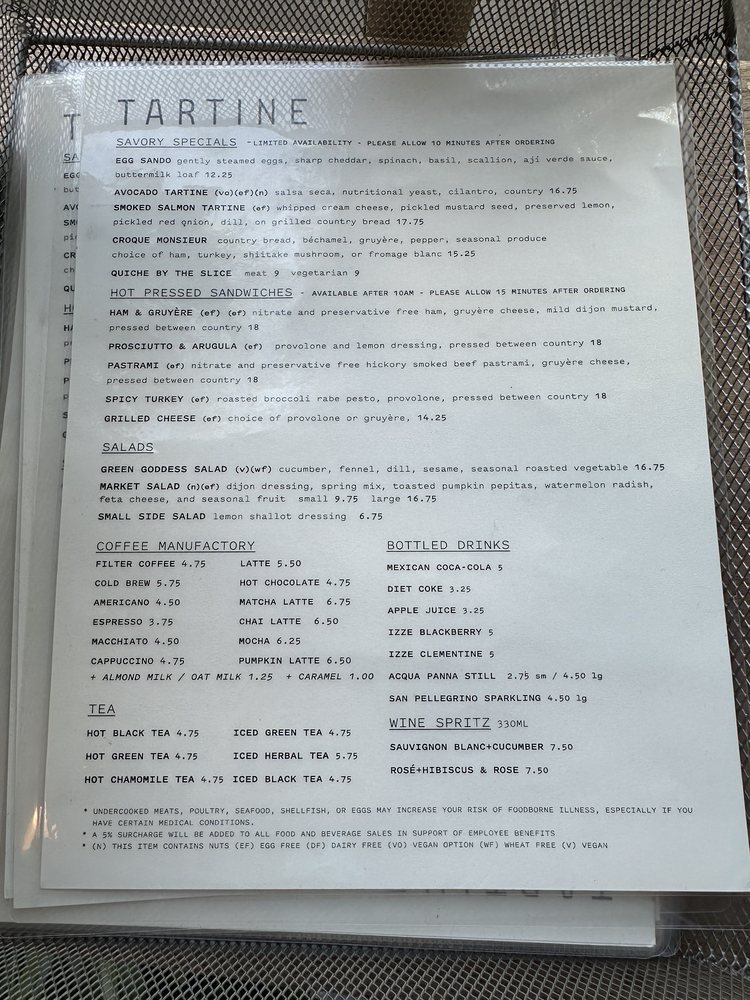 TARTINE
SAVORY SPECIALS -LIMITED AVAILABILITY - PLEASE ALLOW 10 MINUTES AFTER ORDERING
EGG SANDO gently steamed eggs, sharp cheddar, spinach, basil, scallion, aji verde sauce,
buttermilk loaf 12.25
AVOCADO TARTINE (vo)(ef)(n) salsa seca, nutritional yeast, cilantro, country 16.75
SMOKED SALMON TARTINE (ef) whipped cream cheese, pickled mustard seed, preserved lemon,
pickled red onion, dill, on grilled country bread 17.75
CROQUE MONSIEUR country bread, béchamel, gruyère, pepper, seasonal produce
choice of ham, turkey, shiitake mushroom, or fromage blanc 15.25
QUICHE BY THE SLICE meat 9 vegetarian 9
HOT PRESSED SANDWICHES - AVAILABLE AFTER 10AM - PLEASE ALLOW 15 MINUTES AFTER ORDERING
HAM & GRUYÈRE (ef) (ef) nitrate and preservative free ham, gruyère cheese, mild dijon mustard,
pressed between country 18
PROSCIUTTO & ARUGULA (ef) provolone and lemon dressing, pressed between country 18
PASTRAMI (ef) nitrate and preservative free hickory smoked beef pastrami, gruyère cheese,
pressed between country 18
SPICY TURKEY (ef) roasted broccoli rabe pesto, provolone, pressed between country 18
GRILLED CHEESE (ef) choice of provolone or gruyère, 14.25
SALADS
GREEN GODDESS SALAD (v)(wf) cucumber, fennel, dill, sesame, seasonal roasted vegetable 16.75
MARKET SALAD (n)(ef) dijon dressing, spring mix, toasted pumpkin pepitas, watermelon radish,
feta cheese, and seasonal fruit small 9.75 large 16.75
SMALL SIDE SALAD lemon shallot dressing 6.75
COFFEE MANUFACTORY
FILTER COFFEE 4.75 LATTE 5.50
COLD BREW 5.75 HOT CHOCOLATE 4.75
AMERICANO 4.50 MATCHA LATTE 6.75
ESPRESSO 3.75 CHAI LATTE 6.50
MACCHIATO 4.50 MOCHA 6.25
CAPPUCCINO 4.75 PUMPKIN LATTE 6.50
+ ALMOND MILK / OAT MILK 1.25 + CARAMEL 1.00
TEA
HOT BLACK TEA 4.75 ICED GREEN TEA 4.75
HOT GREEN TEA 4.75 ICED HERBAL TEA 5.75
HOT CHAMOMILE TEA 4.75 ICED BLACK TEA 4.75
BOTTLED DRINKS
MEXICAN COCA-COLA 5
DIET COKE 3.25
APPLE JUICE 3.25
IZZE BLACKBERRY 5
IZZE CLEMENTINE 5
ACQUA PANNA STILL 2.75 sm / 4.50 lg
SAN PELLEGRINO SPARKLING 4.50 lg
WINE SPRITZ 330ML
SAUVIGNON BLANC+CUCUMBER 7.50
ROSÉ+HIBISCUS & ROSE 7.50
* UNDERCOOKED MEATS, POULTRY, SEAFOOD, SHELLFISH, OR EGGS MAY INCREASE YOUR RISK OF FOODBORNE ILLNESS, ESPECIALLY IF YOU
HAVE CERTAIN MEDICAL CONDITIONS.
* A 5% SURCHARGE WILL BE ADDED TO ALL FOOD AND BEVERAGE SALES IN SUPPORT OF EMPLOYEE BENEFITS
* (N) THIS ITEM CONTAINS NUTS (EF) EGG FREE (DF) DAIRY FREE (VO) VEGAN OPTION (WF) WHEAT FREE (V) VEGAN